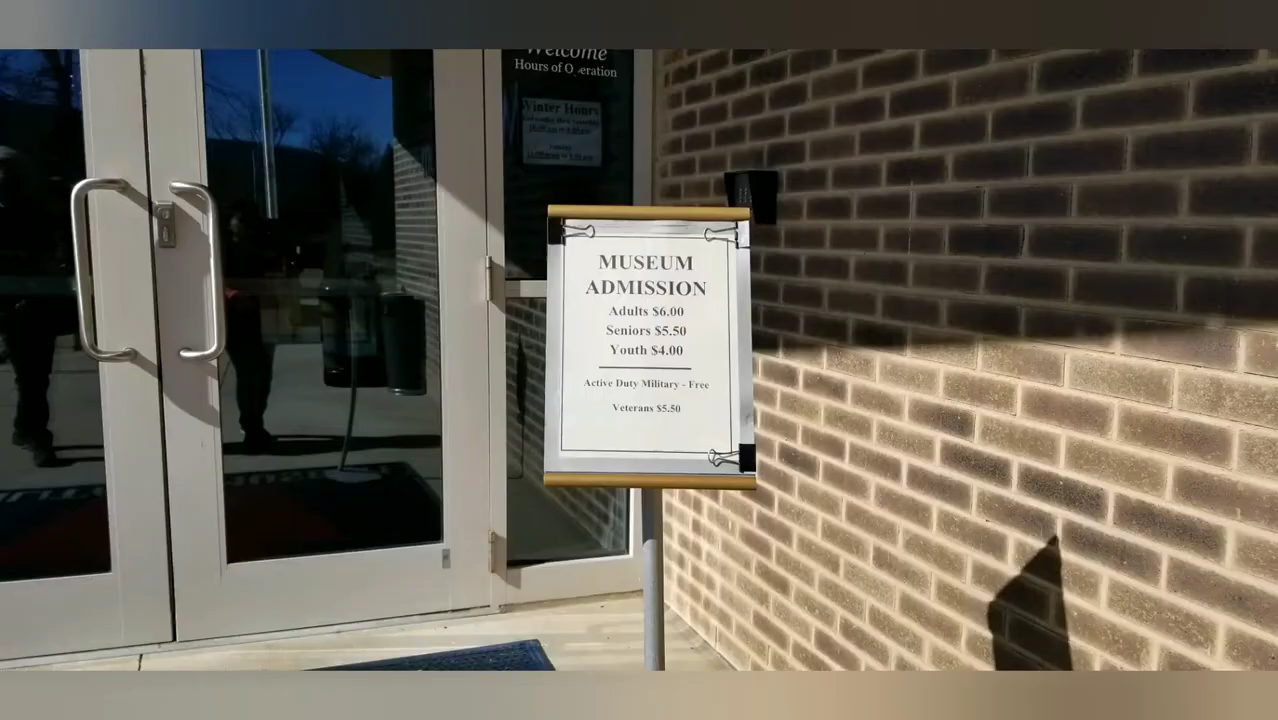 Welcome
Hours of O eration
Winter Hours
MUSEUM
ADMISSION
Adults $6.00
Seniors $5.50
Youth $4.00
Active Duty Military - Free
Veterans $5.50